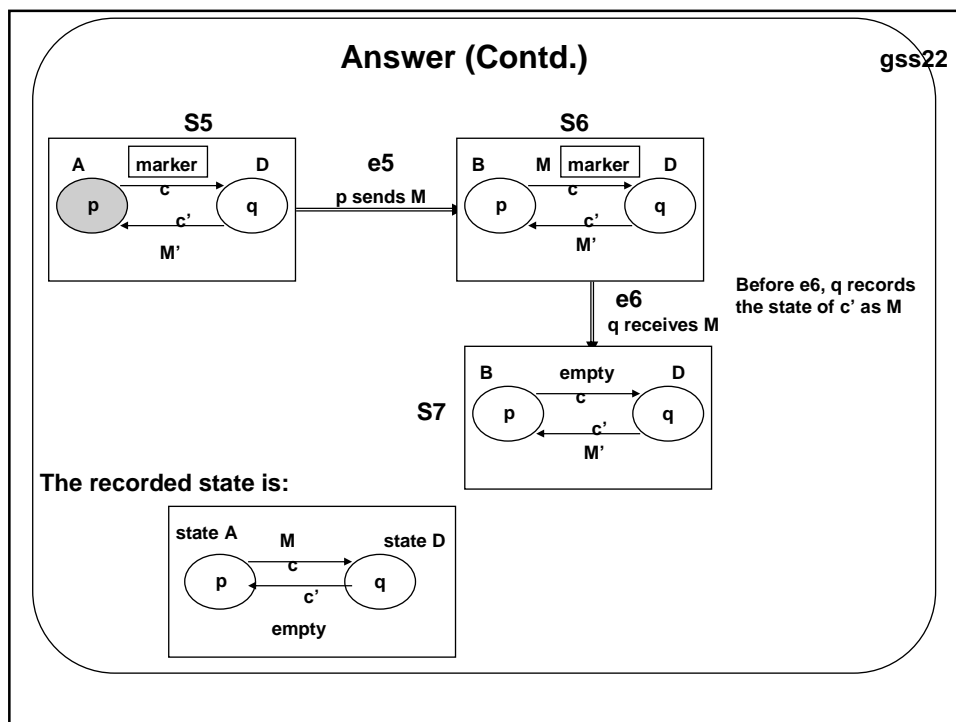 Answer (Contd.)
gss22
S5
S6
A
marker
D
c
p
q
c’
M’
e5
p sends M
B
M
marker
D
c
p
q
c’
M’
e6
q receives M
Before e6, q records
the state of c’ as M
S7
B
empty
D
c
p
q
c’
M’
The recorded state is:
state A
M
state D
c
p
q
c’
empty